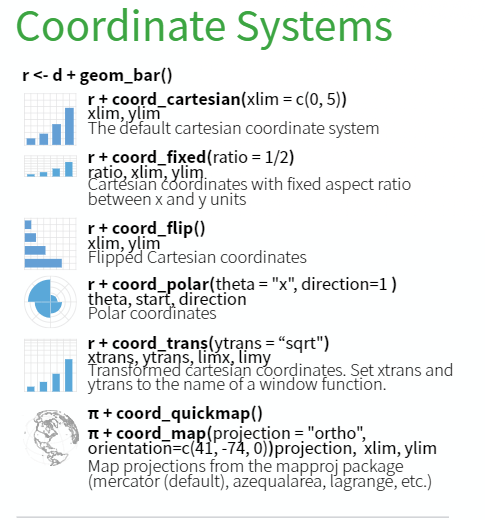 Coordinate Systems
r <- d + geom_bar()
r + coord_cartesian(xlim = c(0, 5))
xlim, ylim
The default cartesian coordinate system
r + coord_fixed(ratio = 1/2)
ratio, xlim, ylim
Cartesian coordinates with fixed aspect ratio
between x and y units
r + coord_flip()
xlim, ylim
Flipped Cartesian coordinates
r + coord_polar(theta = "x", direction=1 )
theta, start, direction
Polar coordinates
r + coord_trans(ytrans = “sqrt")
xtrans, ytrans, limx, limy
Transformed cartesian coordinates. Set xtrans and
ytrans to the name of a window function.
π + coord_quickmap()
π + coord_map(projection = "ortho",
orientation=c(41, -74, 0))projection, xlim, ylim
Map projections from the mapproj package
(mercator (default), azequalarea, lagrange, etc.)